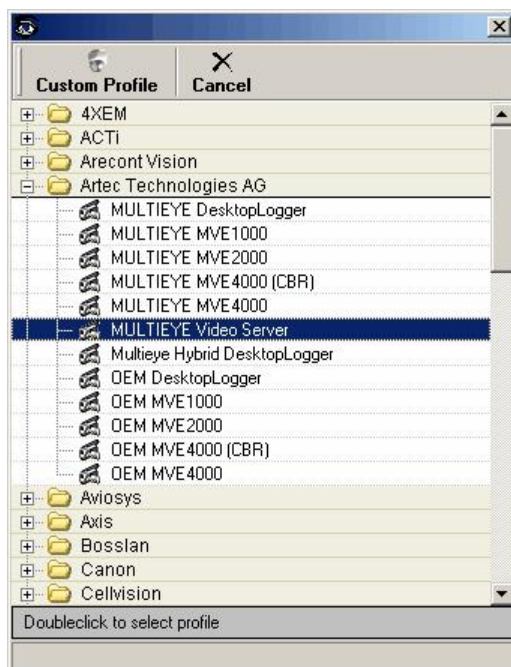 Custom Profile Cancel
4XEM
ACTi
Arecont Vision
Artec Technologies AG
MULTIEYE DesktopLogger
MULTIEYE MVE1000
MULTIEYE MVE2000
MULTIEYE MVE4000 (CBR)
MULTIEYE MVE4000
MULTIEYE Video Server
Multieye Hybrid DesktopLogger
OEM DesktopLogger
OEM MVE1000
OEM MVE2000
OEM MVE4000 (CBR)
OEM MVE4000
Aviosys
Axis
Bosslan
Canon
Cellvision
Doubleclick to select profile